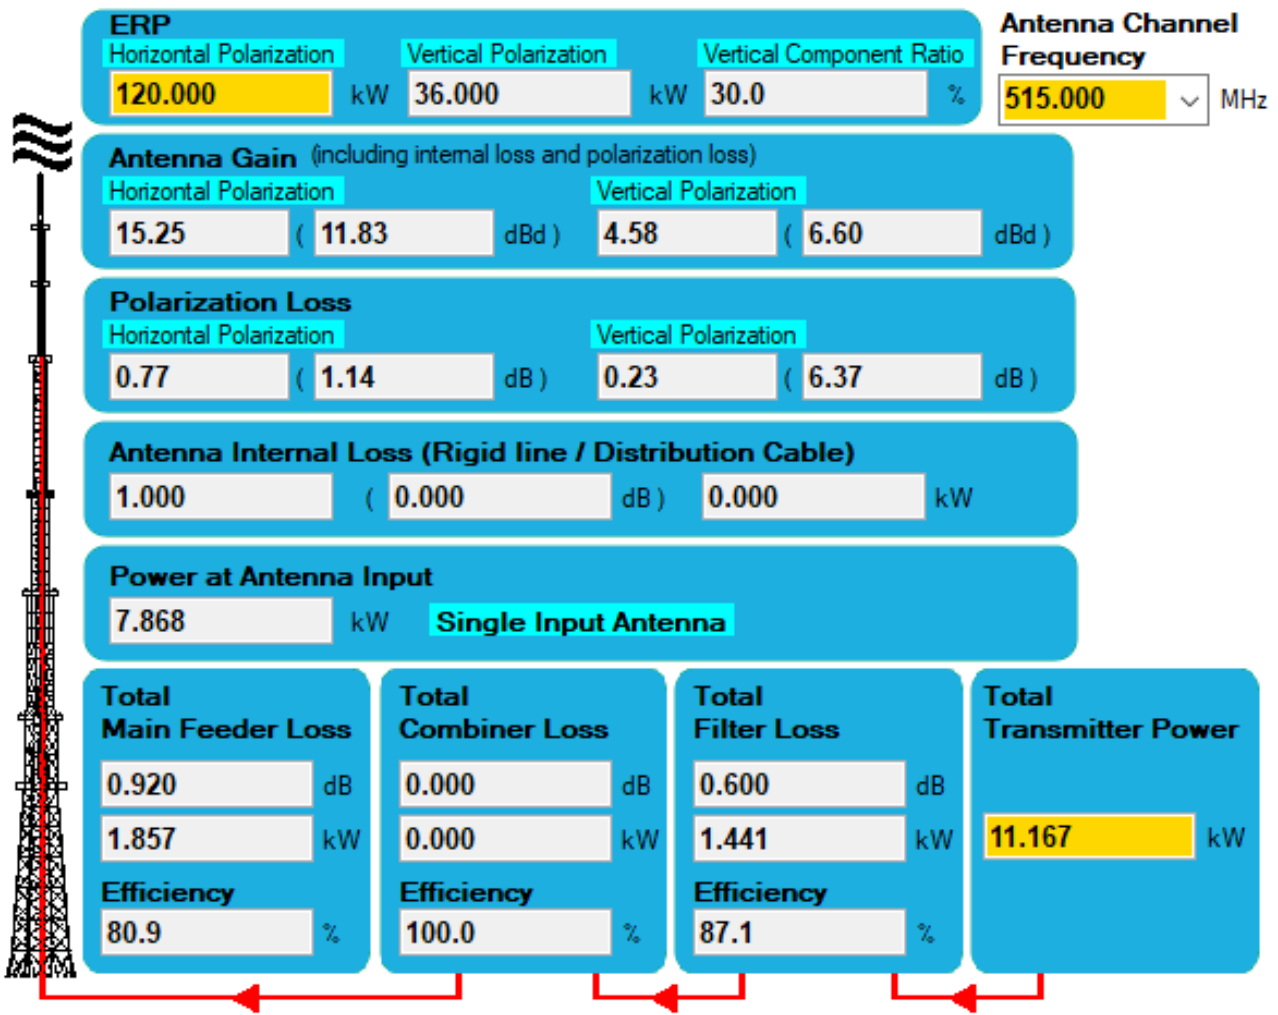 ERP
Horizontal Polarization Vertical Polarization Vertical Component Ratio
120.000 kW 36.000 kW 30.0 %
Antenna Channel
Frequency
515.000 MHz
Antenna Gain (including internal loss and polarization loss)
Horizontal Polarization Vertical Polarization
15.25 ( 11.83 dBd ) 4.58 ( 6.60 dBd )
Polarization Loss
Horizontal Polarization Vertical Polarization
0.77 ( 1.14 dB ) 0.23 ( 6.37 dB )
Antenna Internal Loss (Rigid line / Distribution Cable)
1.000 ( 0.000 dB ) 0.000 kW
Power at Antenna Input
7.868 kW Single Input Antenna
Total
Main Feeder Loss
0.920 dB
1.857 kW
Efficiency
80.9 %
Total
Combiner Loss
0.000 dB
0.000 kW
Efficiency
100.0 %
Total
Filter Loss
0.600 dB
1.441 kW
Efficiency
87.1 %
Total
Transmitter Power
11.167 kW